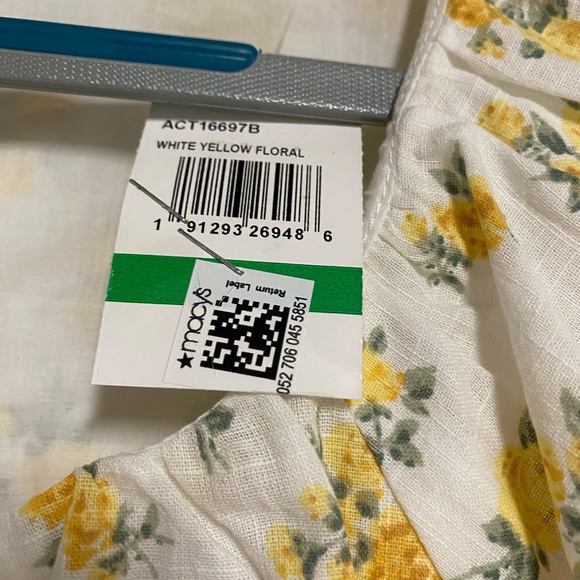 ACT16697B
WHITE YELLOW FLORAL
1 91293 26948 6
Return Label
★macy's
052 706 045 5851